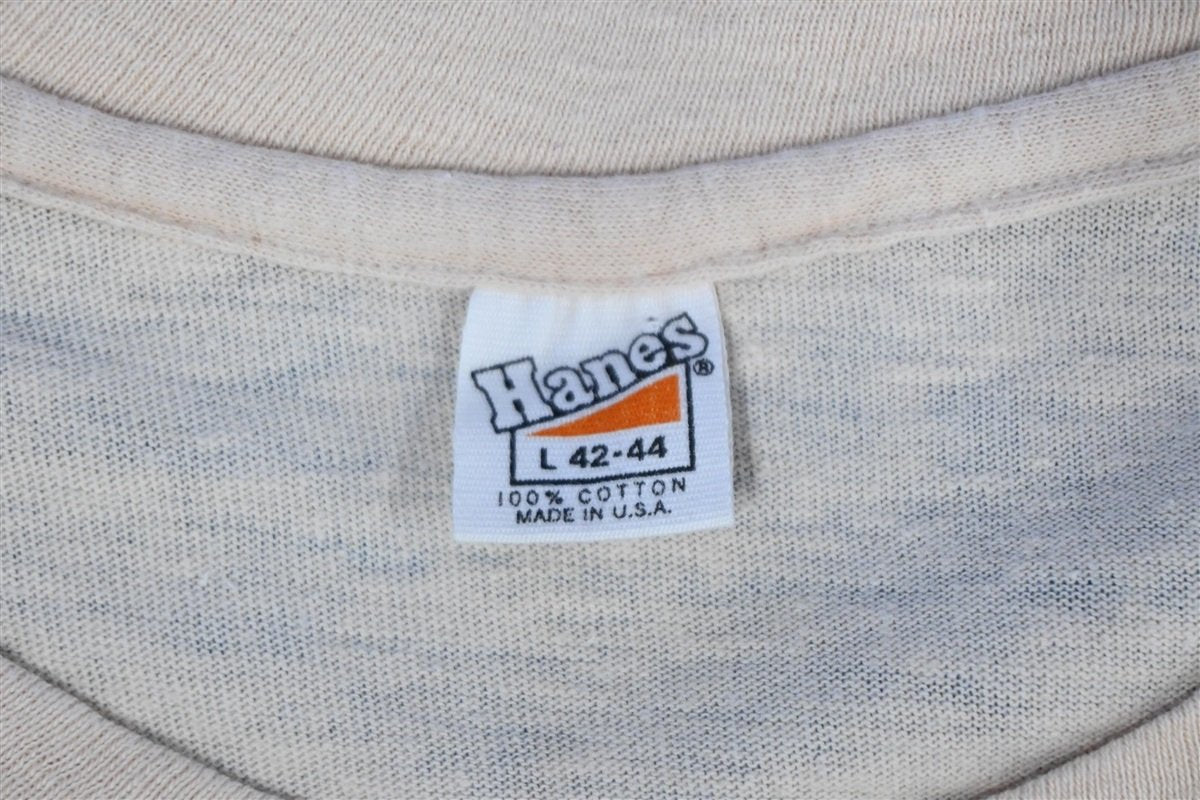 Hanes®
L 42-44
100% COTTON
MADE IN U.S.A.